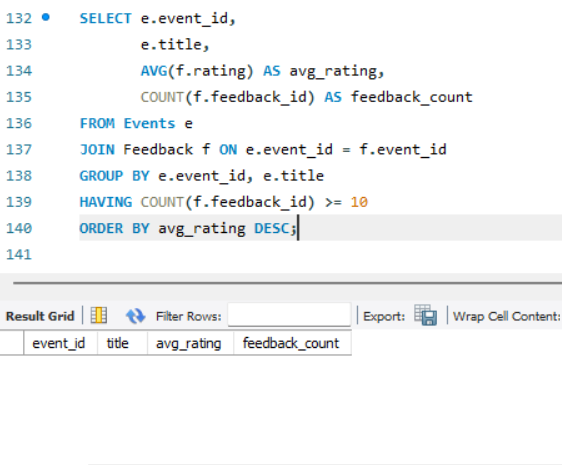 132 SELECT e.event_id,
133 e.title,
134 AVG(f.rating) AS avg_rating,
135 COUNT(f.feedback_id) AS feedback_count
136 FROM Events e
137 JOIN Feedback f ON e.event_id = f.event_id
138 GROUP BY e.event_id, e.title
139 HAVING COUNT(f.feedback_id) >= 10
140 ORDER BY avg_rating DESC;
141
Result Grid Filter Rows: Export: Wrap Cell Content:
event_id title avg_rating feedback_count